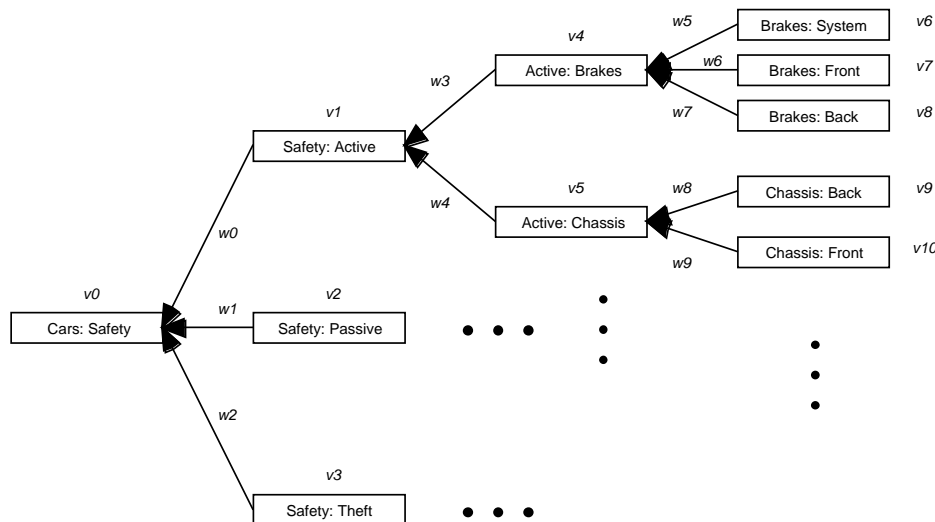 w5
Brakes: System
v6
v4
w6
Active: Brakes
Brakes: Front
v7
w3
w7
Brakes: Back
v8
v1
Safety: Active
v5
w8
Chassis: Back
v9
w4
Active: Chassis
w0
w9
Chassis: Front
v10
v0
w1
v2
Cars: Safety
Safety: Passive
w2
v3
Safety: Theft